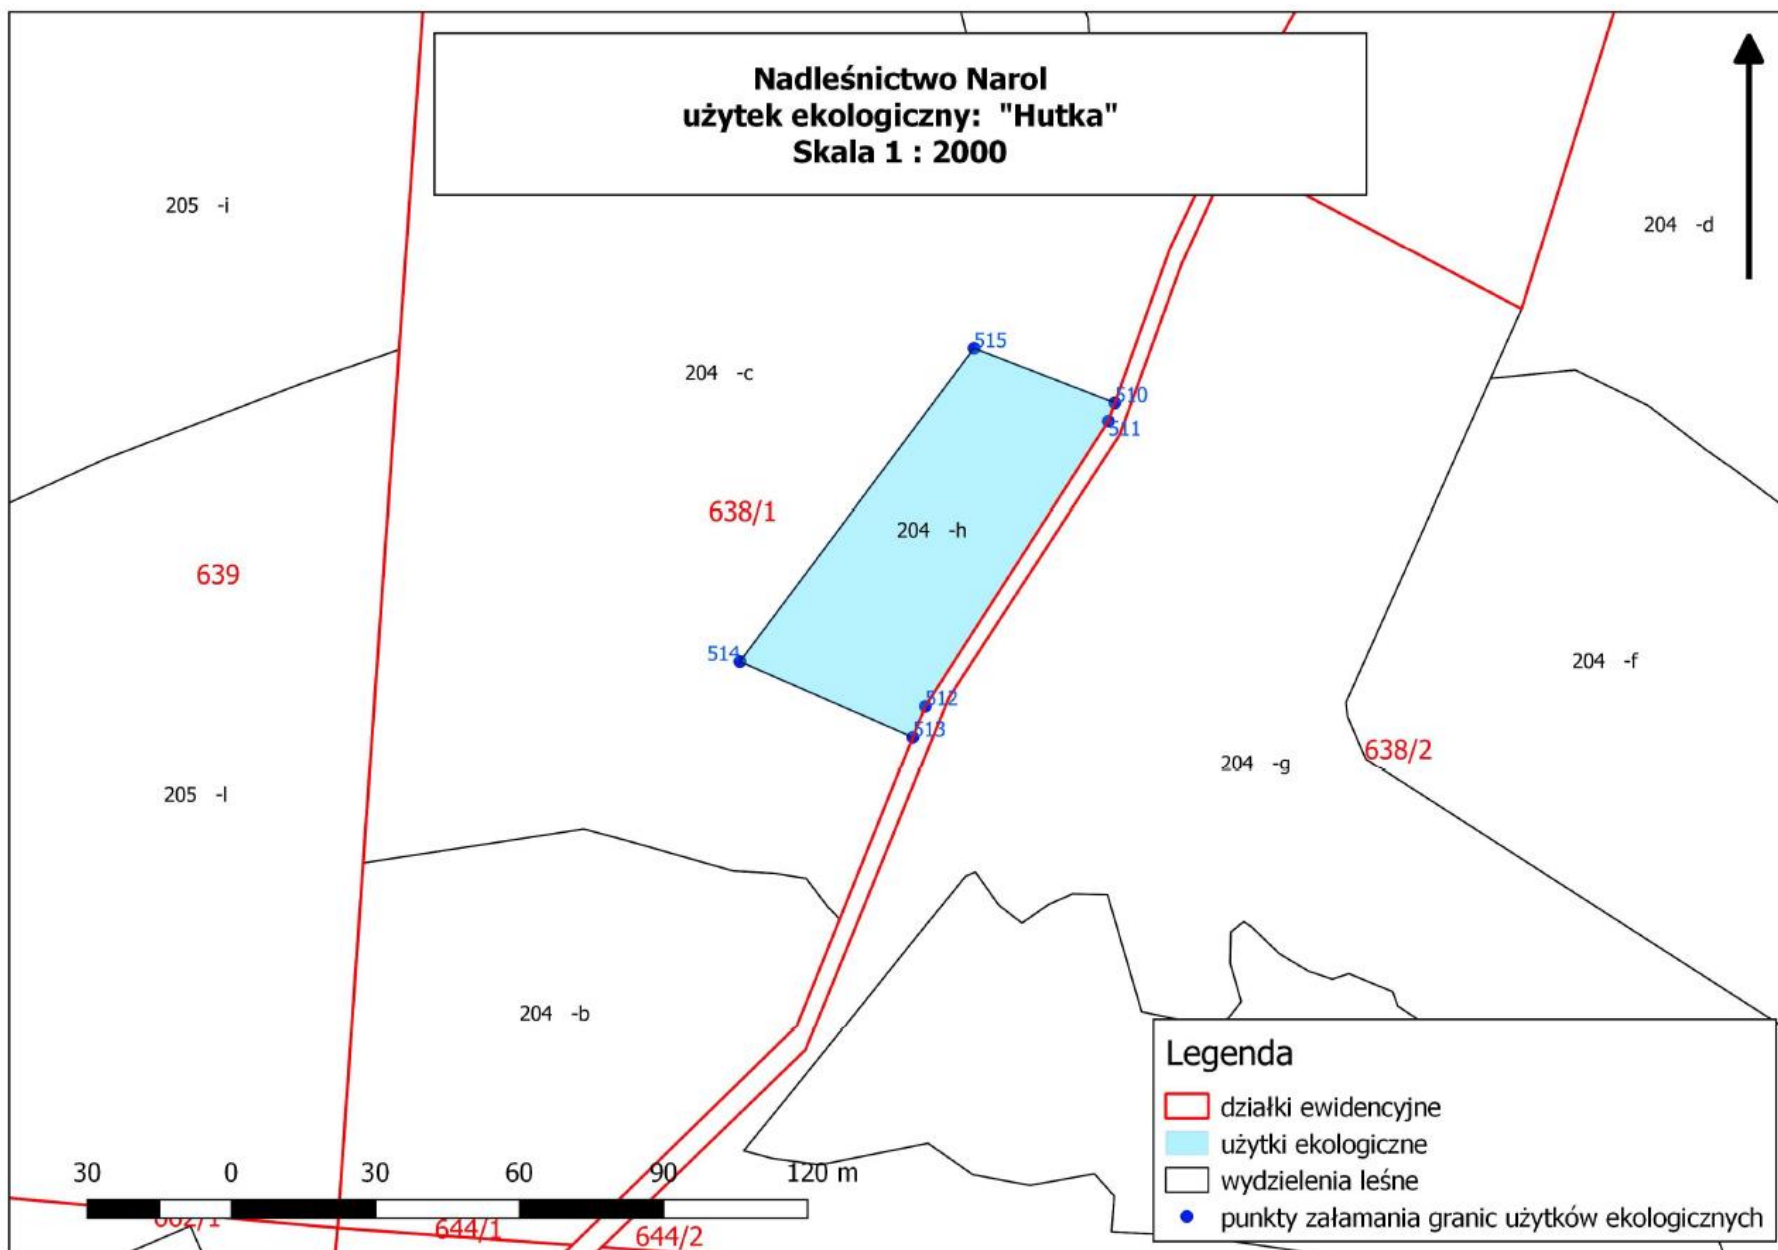 Nadleśnictwo Narol
użytek ekologiczny: "Hutka"
Skala 1 : 2000
205 -i
204 -d
515
204 -c
510
511
638/1
204 -h
639
514
204 -f
512
513
638/2
204 -g
205 -l
204 -b
Legenda
działki ewidencyjne
użytki ekologiczne
wydzielenia leśne
punkty załamania granic użytków ekologicznych
30 0 30 60 90 120 m
662/1
644/1
644/2